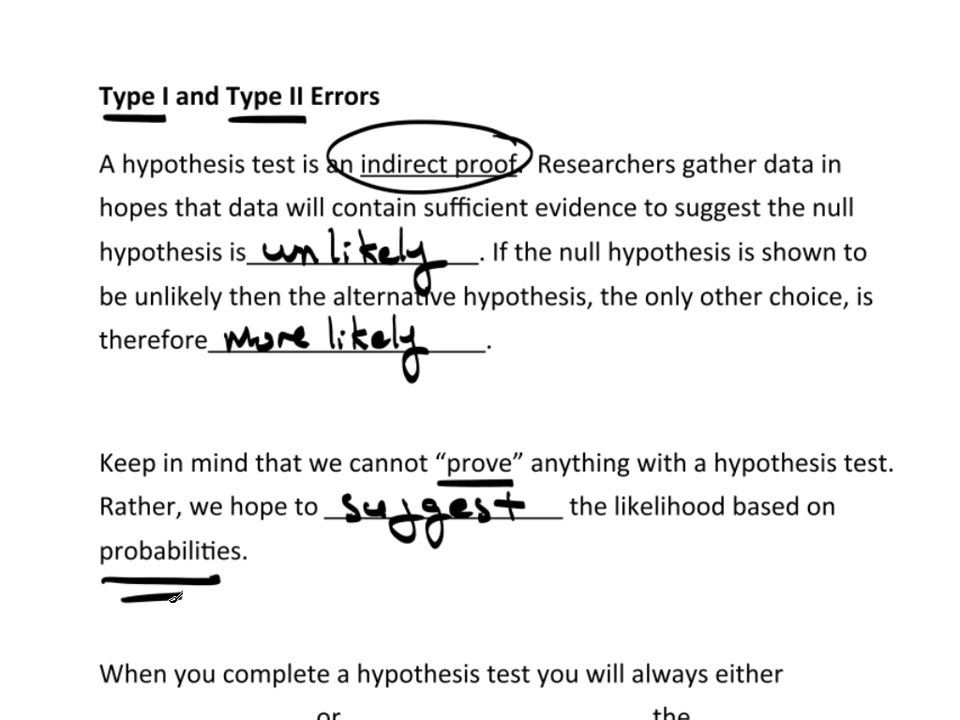 Type I and Type II Errors
A hypothesis test is an indirect proof. Researchers gather data in
hopes that data will contain sufficient evidence to suggest the null
hypothesis is unlikely. If the null hypothesis is shown to
be unlikely then the alternative hypothesis, the only other choice, is
therefore more likely.
Keep in mind that we cannot “prove” anything with a hypothesis test.
Rather, we hope to suggest the likelihood based on
probabilities.
When you complete a hypothesis test you will always either
or the